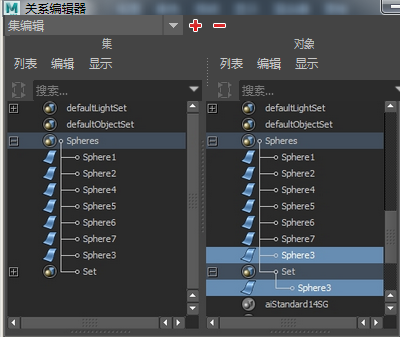 关系编辑器
集编辑
集
列表 编辑 显示
搜索...
defaultLightSet
defaultObjectSet
Spheres
Sphere1
Sphere2
Sphere4
Sphere5
Sphere6
Sphere7
Sphere3
Set
对象
列表 编辑 显示
搜索...
defaultLightSet
defaultObjectSet
Spheres
Sphere1
Sphere2
Sphere4
Sphere5
Sphere6
Sphere7
Sphere3
Set
Sphere3
aiStandard14SG